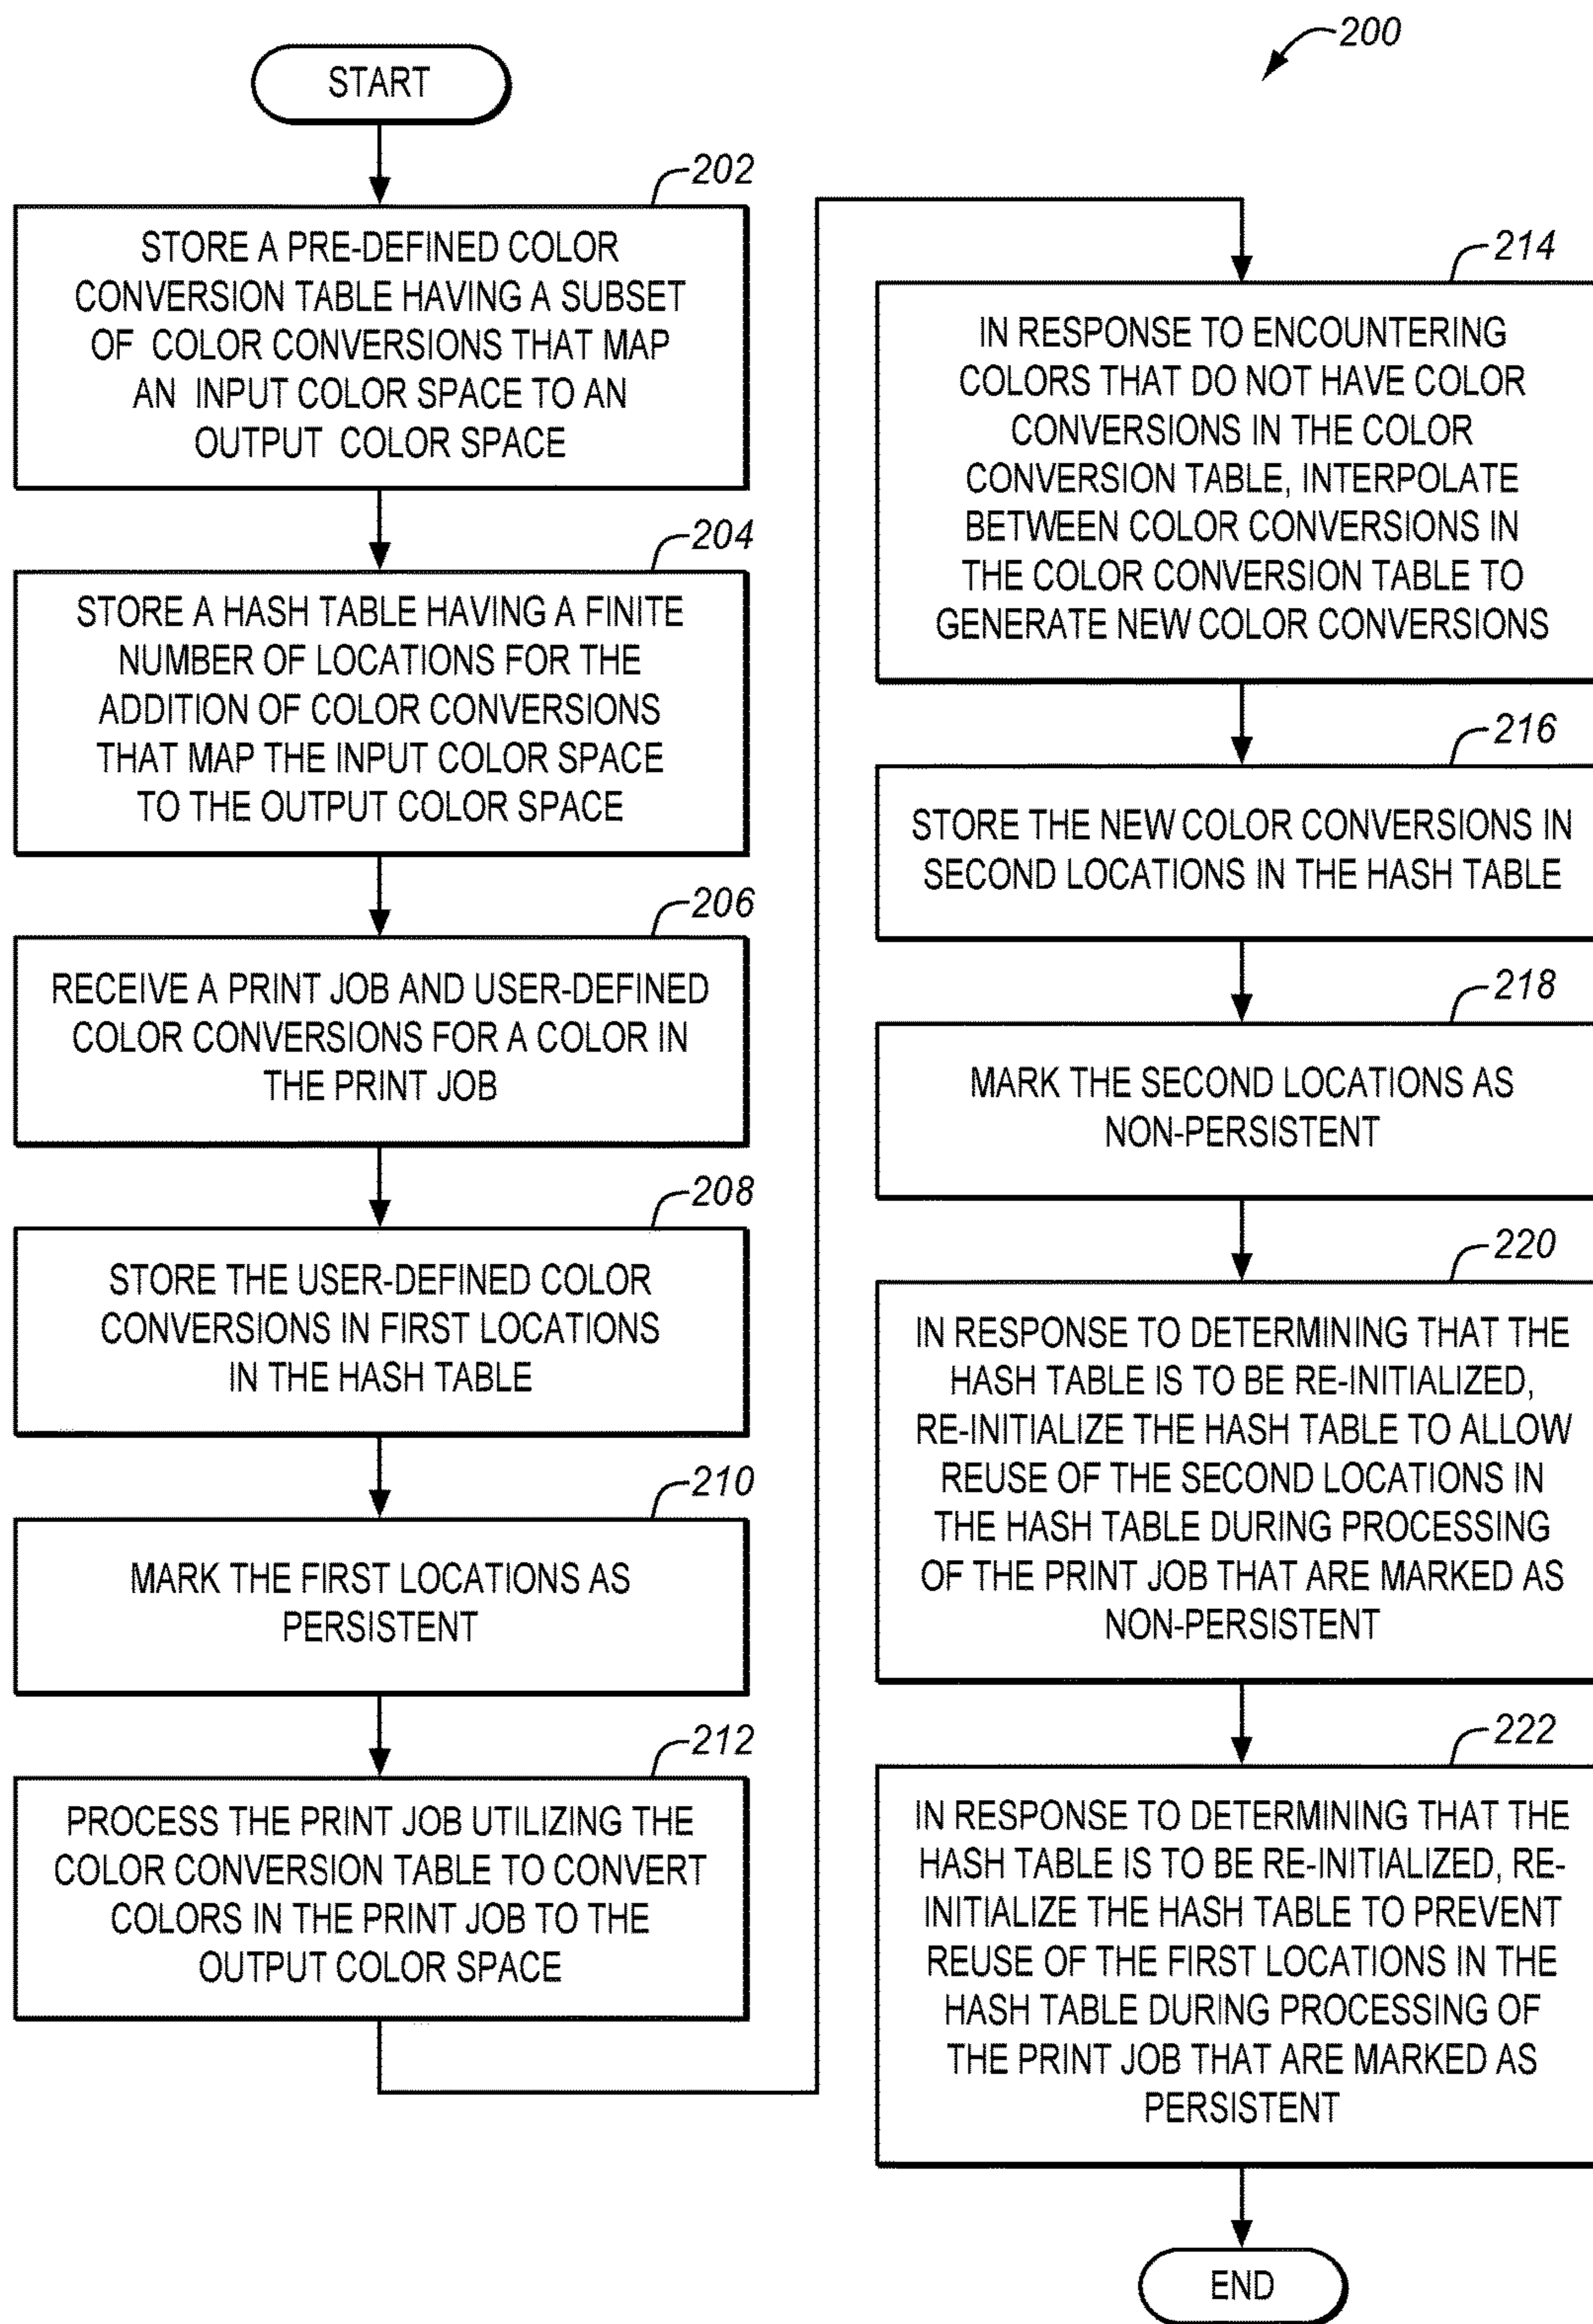 200
START
202
STORE A PRE-DEFINED COLOR
CONVERSION TABLE HAVING A SUBSET
OF COLOR CONVERSIONS THAT MAP
AN INPUT COLOR SPACE TO AN
OUTPUT COLOR SPACE
204
STORE A HASH TABLE HAVING A FINITE
NUMBER OF LOCATIONS FOR THE
ADDITION OF COLOR CONVERSIONS
THAT MAP THE INPUT COLOR SPACE
TO THE OUTPUT COLOR SPACE
206
RECEIVE A PRINT JOB AND USER-DEFINED
COLOR CONVERSIONS FOR A COLOR IN
THE PRINT JOB
208
STORE THE USER-DEFINED COLOR
CONVERSIONS IN FIRST LOCATIONS
IN THE HASH TABLE
210
MARK THE FIRST LOCATIONS AS
PERSISTENT
212
PROCESS THE PRINT JOB UTILIZING THE
COLOR CONVERSION TABLE TO CONVERT
COLORS IN THE PRINT JOB TO THE
OUTPUT COLOR SPACE
214
IN RESPONSE TO ENCOUNTERING
COLORS THAT DO NOT HAVE COLOR
CONVERSIONS IN THE COLOR
CONVERSION TABLE, INTERPOLATE
BETWEEN COLOR CONVERSIONS IN
THE COLOR CONVERSION TABLE TO
GENERATE NEW COLOR CONVERSIONS
216
STORE THE NEW COLOR CONVERSIONS IN
SECOND LOCATIONS IN THE HASH TABLE
218
MARK THE SECOND LOCATIONS AS
NON-PERSISTENT
220
IN RESPONSE TO DETERMINING THAT THE
HASH TABLE IS TO BE RE-INITIALIZED,
RE-INITIALIZE THE HASH TABLE TO ALLOW
REUSE OF THE SECOND LOCATIONS IN
THE HASH TABLE DURING PROCESSING
OF THE PRINT JOB THAT ARE MARKED AS
NON-PERSISTENT
222
IN RESPONSE TO DETERMINING THAT THE
HASH TABLE IS TO BE RE-INITIALIZED, RE-
INITIALIZE THE HASH TABLE TO PREVENT
REUSE OF THE FIRST LOCATIONS IN THE
HASH TABLE DURING PROCESSING OF
THE PRINT JOB THAT ARE MARKED AS
PERSISTENT
END